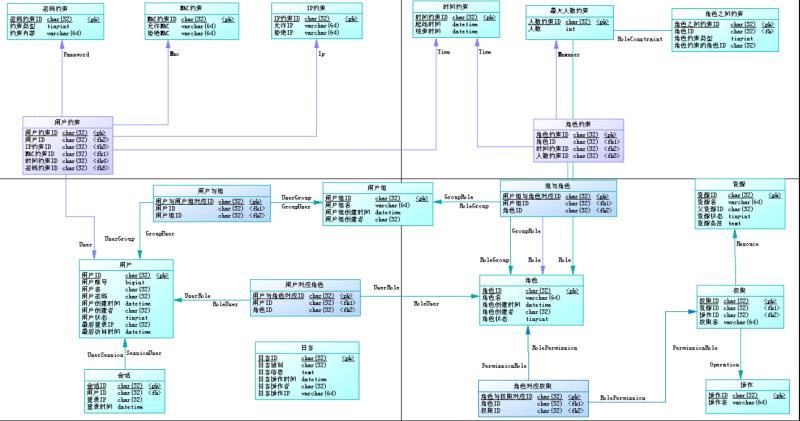 密码约束
密码约束ID char(32) <pk>
约束类型 tinyint
约束内容 varchar(64)
MAC约束
MAC约束ID char(32) <pk>
允许MAC varchar(64)
拒绝MAC varchar(64)
IP约束
IP约束ID char(32) <pk>
允许IP varchar(64)
拒绝IP varchar(64)
时间约束
时间约束ID char(32) <pk>
起始时间 datetime
结束时间 datetime
最大人数约束
人数约束ID char(32) <pk>
人数 int
角色之间约束
角色之间约束ID char(32) <pk>
角色ID char(32) <fk>
角色约束类型 tinyint
角色约束的角色ID char(32)
Password
Mac
Ip
Time
Time
Maxuser
RoleConstraint
用户约束
用户约束ID char(32) <pk>
用户ID char(32) <fk2>
IP约束ID char(32) <fk3>
MAC约束ID char(32) <fk1>
时间约束ID char(32) <fk4>
密码约束ID char(32) <fk5>
角色约束
角色约束ID char(32) <pk>
角色ID char(32) <fk1>
时间约束ID char(32) <fk2>
人数约束ID char(32) <fk3>
用户与组
用户与用户组对应ID char(32) <pk>
用户ID char(32) <fk1>
用户组ID char(32) <fk2>
UserGroup
GroupUser
用户组
用户组ID char(32) <pk>
用户组名 varchar(64)
用户组创建时间 datetime
用户组创建者 char(32)
GroupRole
RoleGroup
组与角色
用户组与角色对应ID char(32) <pk>
用户组ID char(32) <fk1>
角色ID char(32) <fk2>
资源
资源ID char(32) <pk>
资源名 varchar(64)
父资源ID char(32)
资源状态 tinyint
资源备注 text
User
UserGroup
GroupUser
GroupRole
RoleGroup
Role
Role
用户
用户ID char(32) <pk>
用户账号 bigint
用户名 char(32)
用户密码 char(32)
用户创建时间 datetime
用户创建者 char(32)
用户状态 tinyint
最后登录IP char(32)
最后访问时间 datetime
UserRole
RoleUser
用户对应角色
用户与角色对应ID char(32) <pk>
用户ID char(32) <fk1>
角色ID char(32) <fk2>
UserRole
RoleUser
角色
角色ID char(32) <pk>
角色名 varchar(64)
角色创建时间 datetime
角色创建者 char(32)
角色状态 tinyint
权限
权限ID char(32) <pk>
资源ID char(32) <fk1>
操作ID char(32) <fk2>
权限名 varchar(64)
UserSession
SessionUser
会话
会话ID char(32) <pk>
用户ID char(32) <fk>
登录IP char(32)
登录时间 datetime
日志
日志ID char(32) <pk>
日志级别 char(32)
日志信息 text
日志操作时间 datetime
日志操作者 char(32)
日志操作IP varchar(64)
RolePermission
PermissionRole
角色对应权限
角色与权限对应ID char(32) <pk>
角色ID char(32) <fk1>
权限ID char(32) <fk2>
PermissionRole
RolePermission
Operation
操作
操作ID char(32) <pk>
操作名 varchar(64)